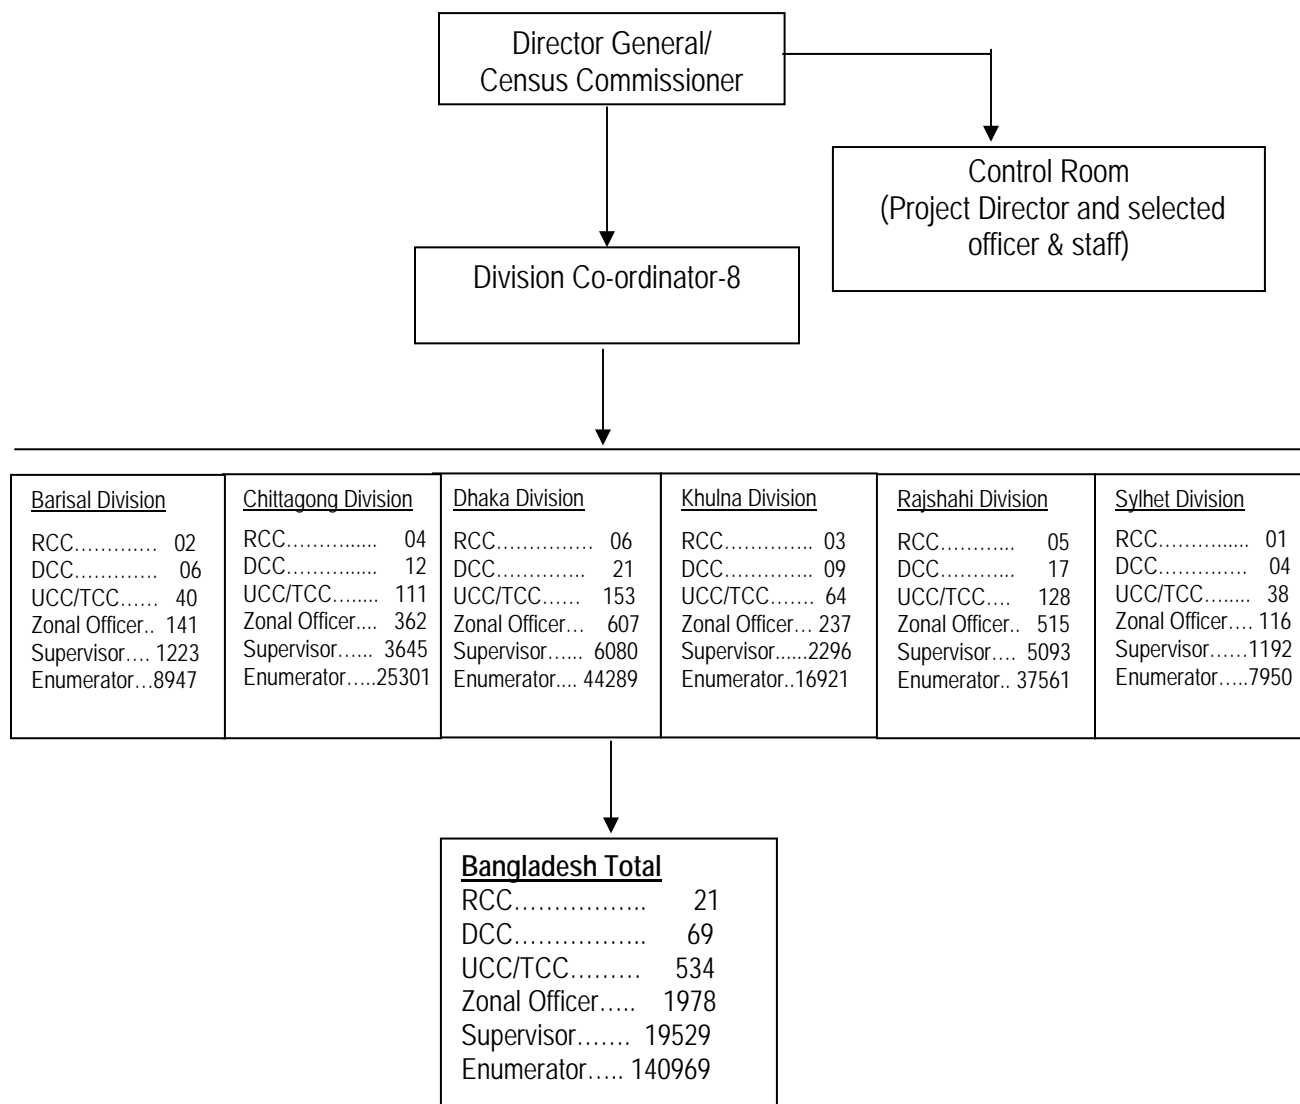 Director General/
Census Commissioner
Control Room
(Project Director and selected
officer & staff)
Division Co-ordinator-8
Barisal Division
RCC………… 02
DCC…………. 06
UCC/TCC…… 40
Zonal Officer.. 141
Supervisor…. 1223
Enumerator…8947
Chittagong Division
RCC………...... 04
DCC………....... 12
UCC/TCC…..... 111
Zonal Officer.... 362
Supervisor…... 3645
Enumerator…..25301
Dhaka Division
RCC…………… 06
DCC………….. 21
UCC/TCC…… 153
Zonal Officer... 607
Supervisor…... 6080
Enumerator.... 44289
Khulna Division
RCC…………. 03
DCC………….. 09
UCC/TCC……. 64
Zonal Officer... 237
Supervisor......2296
Enumerator..16921
Rajshahi Division
RCC………... 05
DCC………... 17
UCC/TCC…. 128
Zonal Officer.. 515
Supervisor…. 5093
Enumerator.. 37561
Sylhet Division
RCC………...... 01
DCC………….. 04
UCC/TCC…..... 38
Zonal Officer.... 116
Supervisor……1192
Enumerator…..7950
Bangladesh Total
RCC…………….. 21
DCC…………….. 69
UCC/TCC……… 534
Zonal Officer….. 1978
Supervisor……. 19529
Enumerator….. 140969